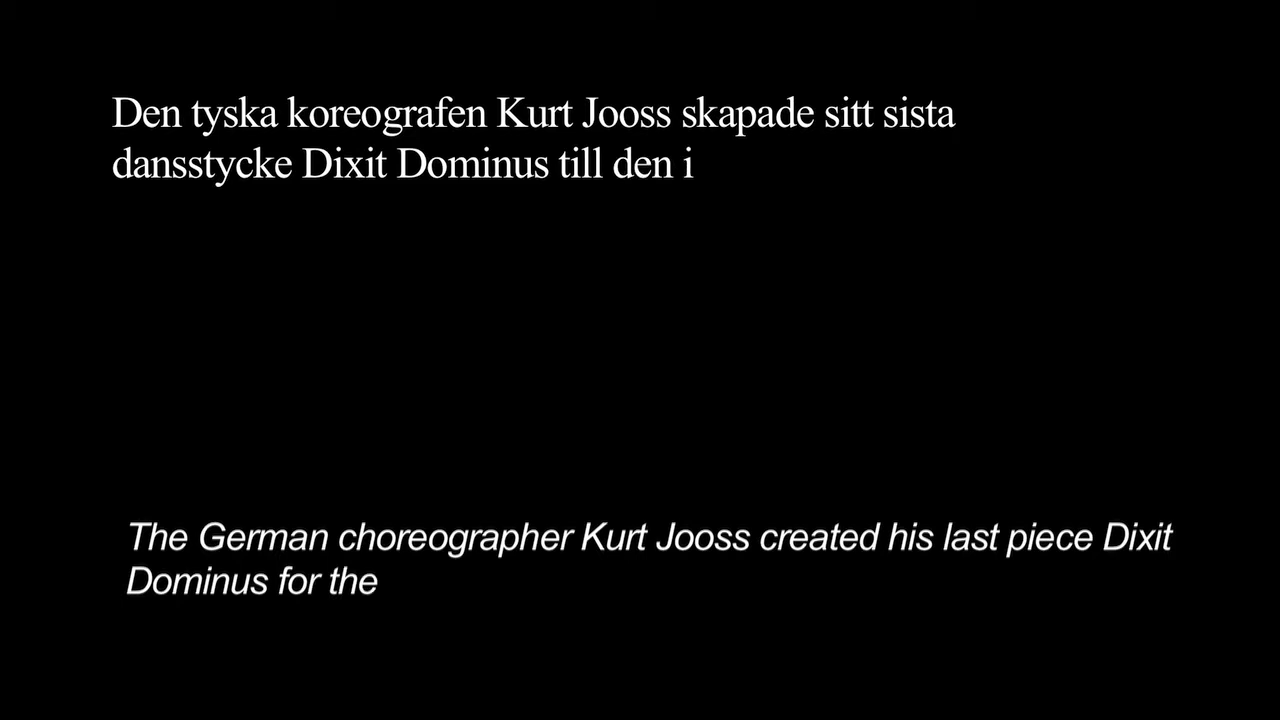 Den tyska koreografen Kurt Jooss skapade sitt sista
dansstycke Dixit Dominus till den i
The German choreographer Kurt Jooss created his last piece Dixit
Dominus for the